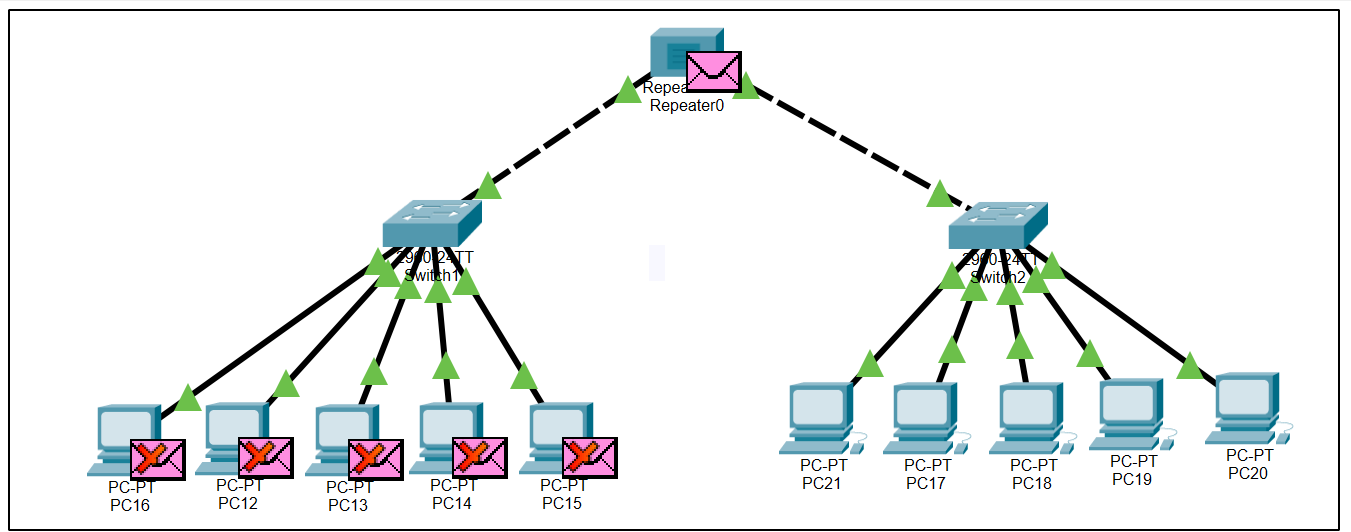 Repeater0
2960-24TT
Switch1
2960-24TT
Switch2
PC-PT
PC16
PC-PT
PC12
PC-PT
PC13
PC-PT
PC14
PC-PT
PC15
PC-PT
PC21
PC-PT
PC17
PC-PT
PC18
PC-PT
PC19
PC-PT
PC20